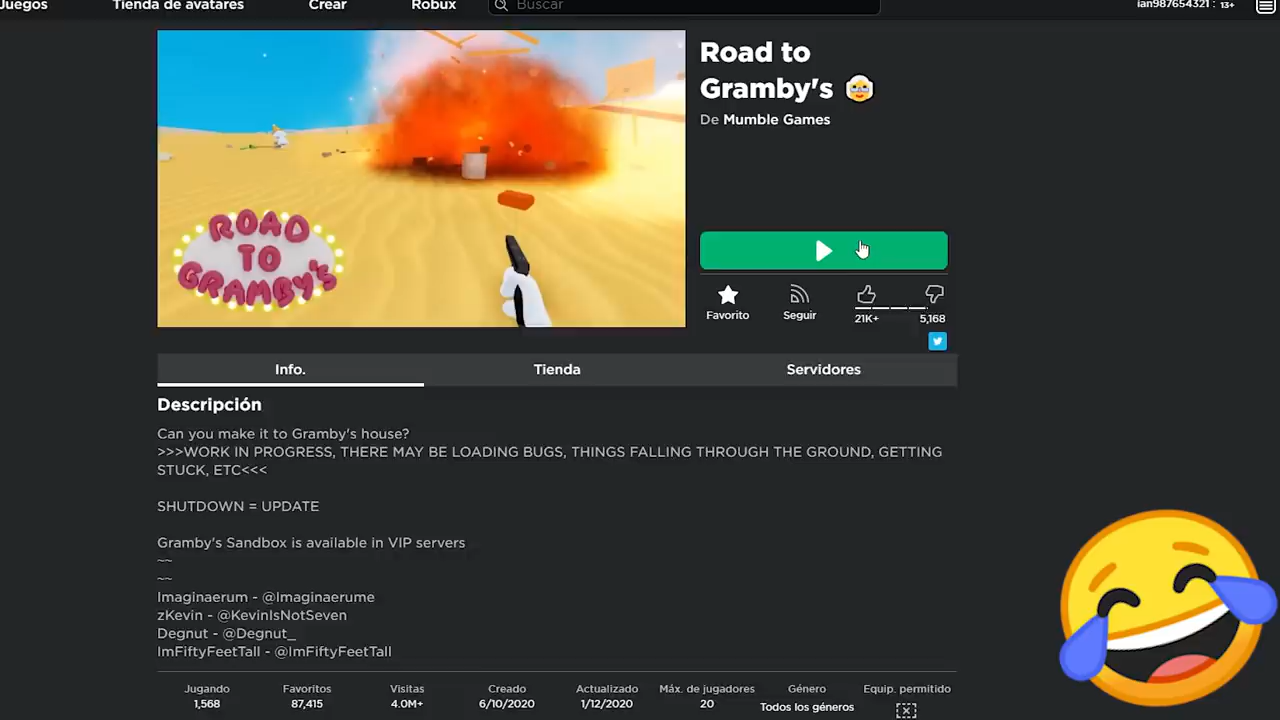 Juegos
Tienda de avatares
Crear
Robux
Buscar
ian987654321 : 13+
ROAD
TO
GRAMBY'S
Road to
Gramby's
De Mumble Games
Favorito
Seguir
21K+
5,168
Info.
Tienda
Servidores
Descripción
Can you make it to Gramby's house?
>>>WORK IN PROGRESS, THERE MAY BE LOADING BUGS, THINGS FALLING THROUGH THE GROUND, GETTING
STUCK, ETC<<<
SHUTDOWN = UPDATE
Gramby's Sandbox is available in VIP servers
~~
~~
Imaginaerum - @Imaginaerume
zKevin - @KevinIsNotSeven
Degnut - @Degnut_
ImFiftyFeetTall - @ImFiftyFeetTall
Jugando
1,568
Favoritos
87,415
Visitas
4.0M+
Creado
6/10/2020
Actualizado
1/12/2020
Máx. de jugadores
20
Género
Todos los géneros
Equip. permitido